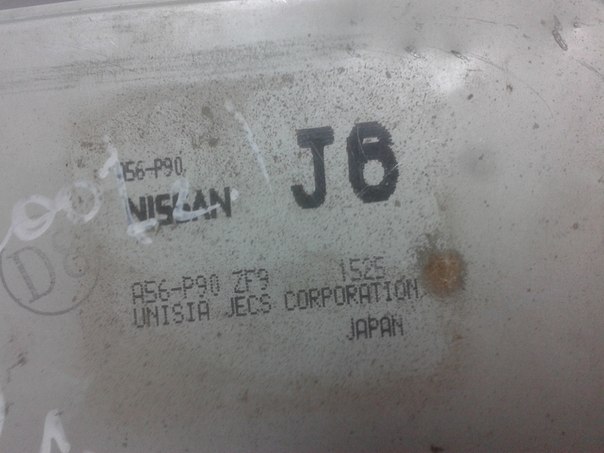 A56-P90
J6
NISSAN
A56-P90 ZF9 1525
UNISIA JECS CORPORATION
JAPAN